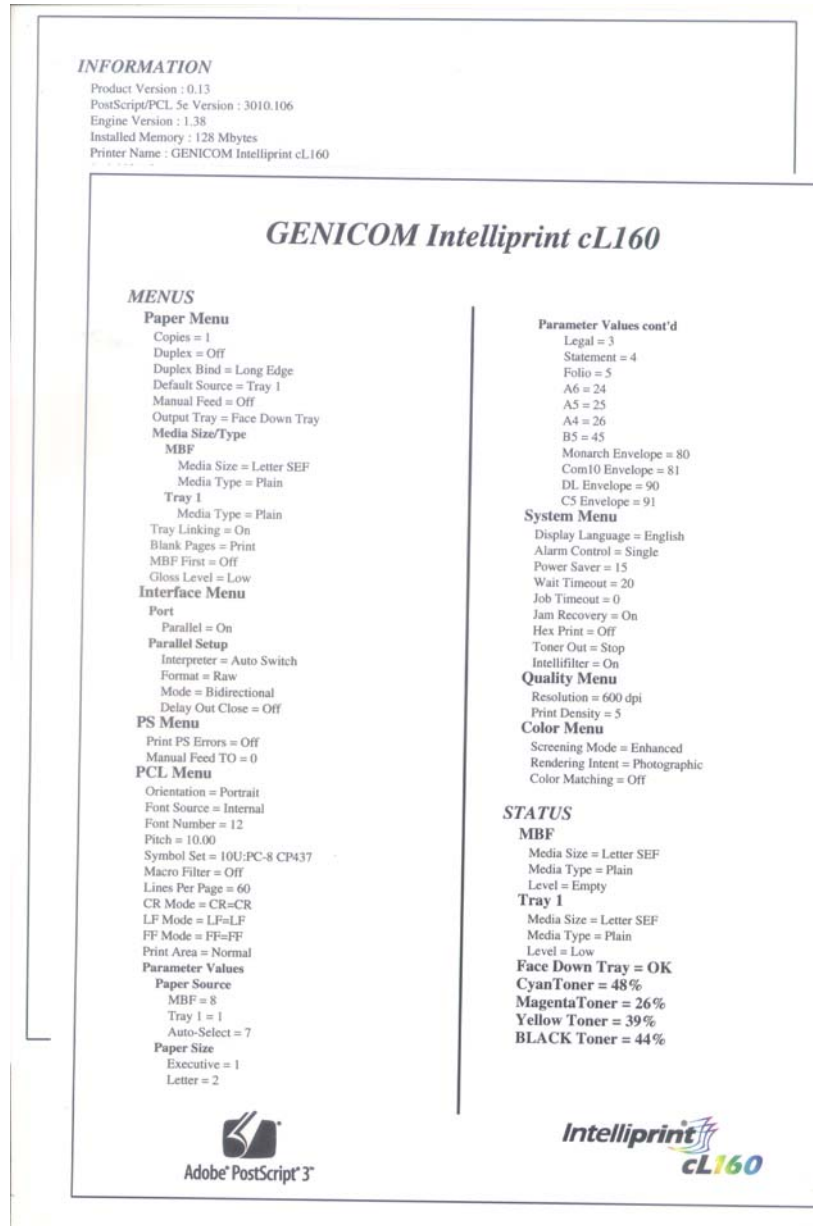 INFORMATION
Product Version : 0.13
PostScript/PCL 5e Version : 3010.106
Engine Version : 1.38
Installed Memory : 128 Mbytes
Printer Name : GENICOM Intelliprint cL160
GENICOM Intelliprint cL160
MENUS
Paper Menu
Copies = 1
Duplex = Off
Duplex Bind = Long Edge
Default Source = Tray 1
Manual Feed = Off
Output Tray = Face Down Tray
Media Size/Type
MBF
Media Size = Letter SEF
Media Type = Plain
Tray 1
Media Type = Plain
Tray Linking = On
Blank Pages = Print
MBF First = Off
Gloss Level = Low
Interface Menu
Port
Parallel = On
Parallel Setup
Interpreter = Auto Switch
Format = Raw
Mode = Bidirectional
Delay Out Close = Off
PS Menu
Print PS Errors = Off
Manual Feed TO = 0
PCL Menu
Orientation = Portrait
Font Source = Internal
Font Number = 12
Pitch = 10.00
Symbol Set = 10U:PC-8 CP437
Macro Filter = Off
Lines Per Page = 60
CR Mode = CR=CR
LF Mode = LF=LF
FF Mode = FF=FF
Print Area = Normal
Parameter Values
Paper Source
MBF = 8
Tray 1 = 1
Auto-Select = 7
Paper Size
Executive = 1
Letter = 2
Parameter Values cont'd
Legal = 3
Statement = 4
Folio = 5
A6 = 24
A5 = 25
A4 = 26
B5 = 45
Monarch Envelope = 80
Com10 Envelope = 81
DL Envelope = 90
C5 Envelope = 91
System Menu
Display Language = English
Alarm Control = Single
Power Saver = 15
Wait Timeout = 20
Job Timeout = 0
Jam Recovery = On
Hex Print = Off
Toner Out = Stop
Intellifilter = On
Quality Menu
Resolution = 600 dpi
Print Density = 5
Color Menu
Screening Mode = Enhanced
Rendering Intent = Photographic
Color Matching = Off
STATUS
MBF
Media Size = Letter SEF
Media Type = Plain
Level = Empty
Tray 1
Media Size = Letter SEF
Media Type = Plain
Level = Low
Face Down Tray = OK
CyanToner = 48%
MagentaToner = 26%
Yellow Toner = 39%
BLACK Toner = 44%
Adobe® PostScript® 3™
Intelliprint®
cL160